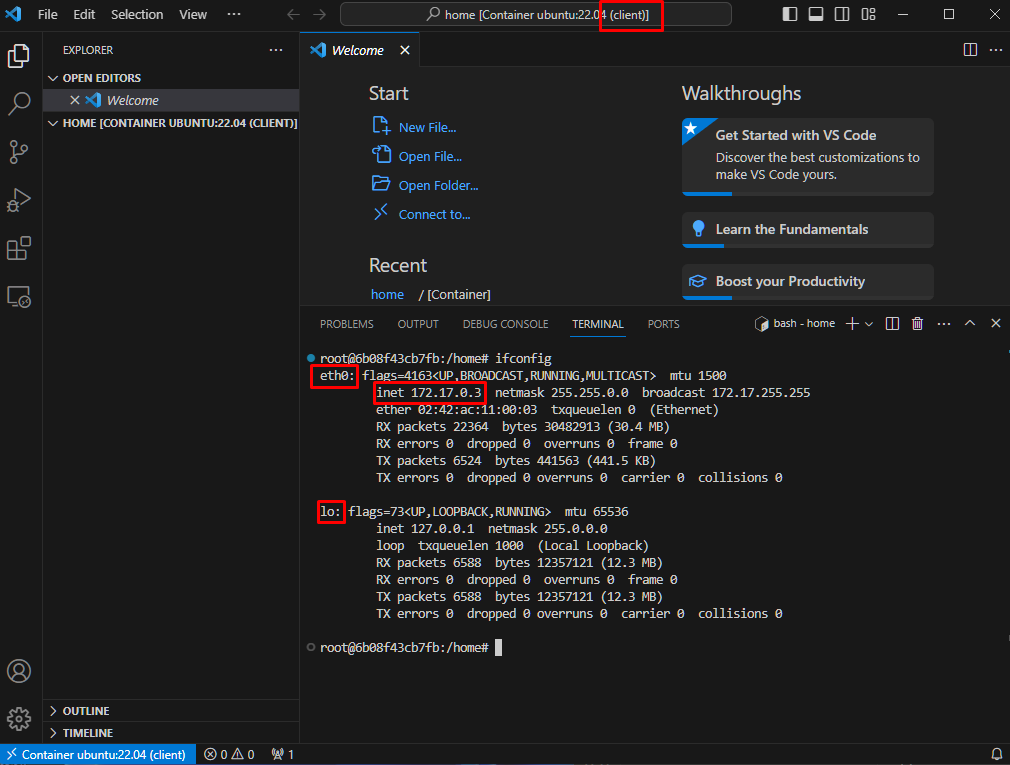 File Edit Selection View ···
home [Container ubuntu:22.04 (client)]
EXPLORER
OPEN EDITORS
Welcome
HOME [CONTAINER UBUNTU:22.04 (CLIENT)]
OUTLINE
TIMELINE
Welcome
Start
New File...
Open File...
Open Folder...
Connect to...
Recent
home / [Container]
Walkthroughs
Get Started with VS Code
Discover the best customizations to
make VS Code yours.
Learn the Fundamentals
Boost your Productivity
PROBLEMS OUTPUT DEBUG CONSOLE TERMINAL PORTS
bash - home
root@6b08f43cb7fb:/home# ifconfig
eth0: flags=4163<UP,BROADCAST,RUNNING,MULTICAST>  mtu 1500
inet 172.17.0.3  netmask 255.255.0.0  broadcast 172.17.255.255
ether 02:42:ac:11:00:03  txqueuelen 0  (Ethernet)
RX packets 22364  bytes 30482913 (30.4 MB)
RX errors 0  dropped 0  overruns 0  frame 0
TX packets 6524  bytes 441563 (441.5 KB)
TX errors 0  dropped 0 overruns 0  carrier 0  collisions 0
lo: flags=73<UP,LOOPBACK,RUNNING>  mtu 65536
inet 127.0.0.1  netmask 255.0.0.0
loop  txqueuelen 1000  (Local Loopback)
RX packets 6588  bytes 12357121 (12.3 MB)
RX errors 0  dropped 0  overruns 0  frame 0
TX packets 6588  bytes 12357121 (12.3 MB)
TX errors 0  dropped 0 overruns 0  carrier 0  collisions 0
root@6b08f43cb7fb:/home#
Container ubuntu:22.04 (client) 0 0 1